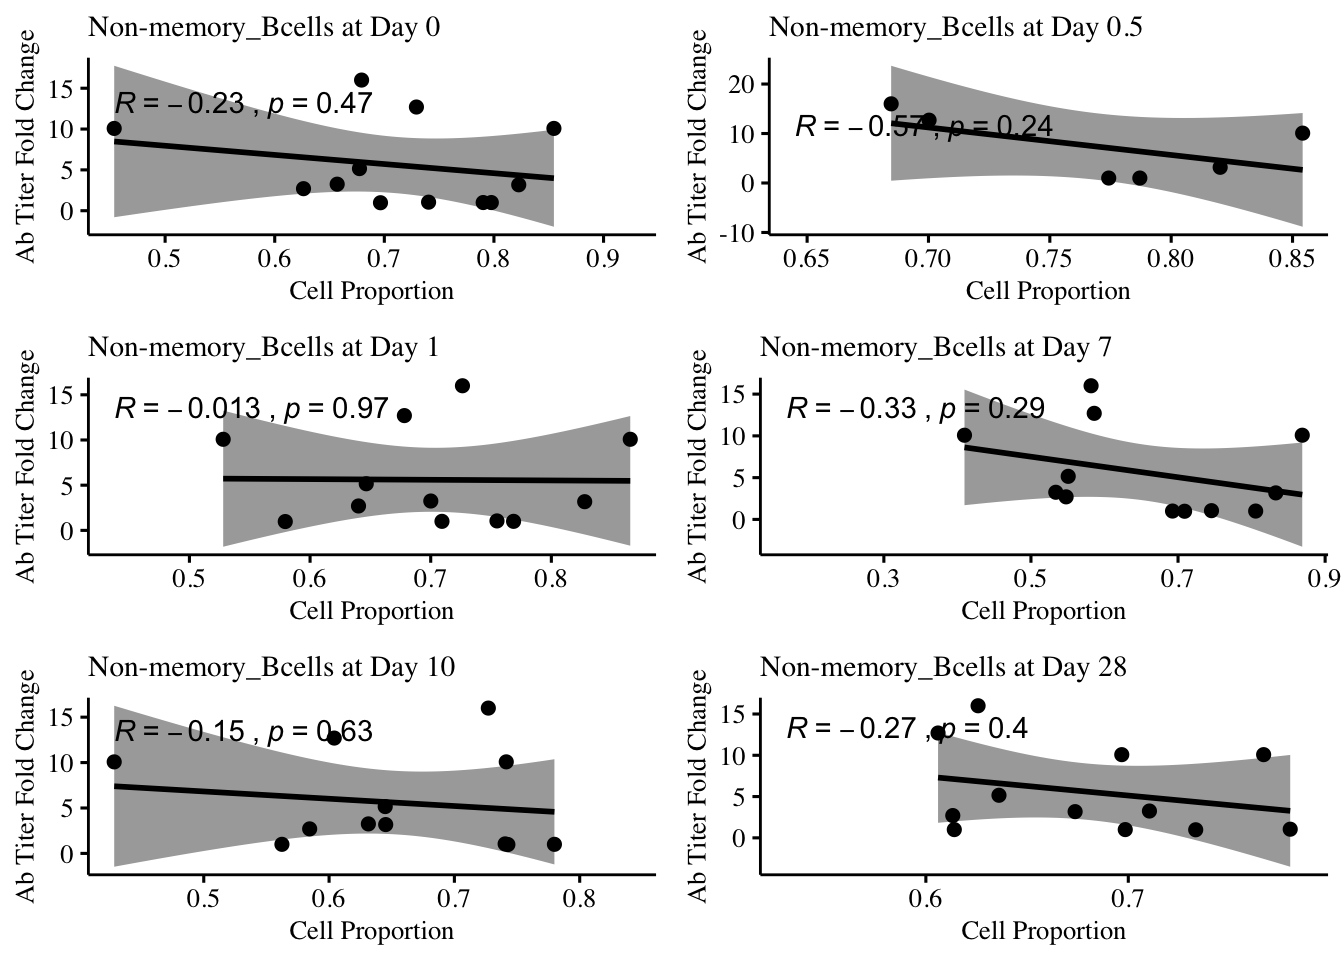 Non-memory_Bcells at Day 0
Ab Titer Fold Change
15
10
5
0
R = −0.23 , p = 0.47
0.5 0.6 0.7 0.8 0.9
Cell Proportion
Non-memory_Bcells at Day 0.5
Ab Titer Fold Change
20
10
0
-10
R = −0.57 , p = 0.24
0.65 0.70 0.75 0.80 0.85
Cell Proportion
Non-memory_Bcells at Day 1
Ab Titer Fold Change
15
10
5
0
R = −0.013 , p = 0.97
0.5 0.6 0.7 0.8
Cell Proportion
Non-memory_Bcells at Day 7
Ab Titer Fold Change
15
10
5
0
R = −0.33 , p = 0.29
0.3 0.5 0.7 0.9
Cell Proportion
Non-memory_Bcells at Day 10
Ab Titer Fold Change
15
10
5
0
R = −0.15 , p = 0.63
0.5 0.6 0.7 0.8
Cell Proportion
Non-memory_Bcells at Day 28
Ab Titer Fold Change
15
10
5
0
R = −0.27 , p = 0.4
0.6 0.7
Cell Proportion